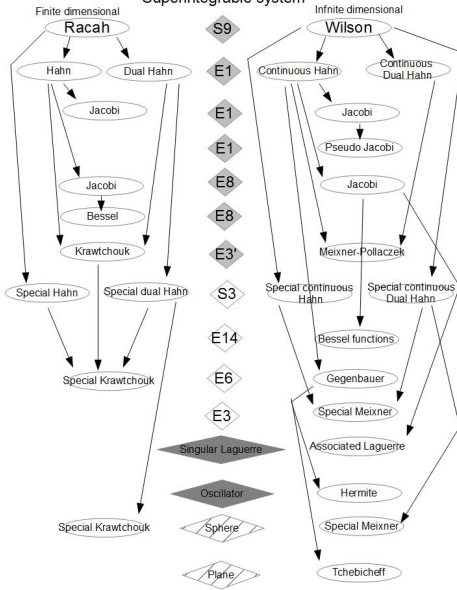 Superintegrable system
Finite dimensional
Infnite dimensional
Racah
S9
Wilson
Hahn
Dual Hahn
E1
Continuous Hahn
Continuous
Dual Hahn
Jacobi
E1
Jacobi
E1
Pseudo Jacobi
Jacobi
E8
Jacobi
Bessel
E8
Krawtchouk
E3'
Meixner-Pollaczek
Special Hahn
Special dual Hahn
S3
Special continuous
Hahn
Special continuous
Dual Hahn
E14
Bessel functions
Special Krawtchouk
E6
Gegenbauer
E3
Special Meixner
Singular Laguerre
Associated Laguerre
Oscillator
Hermite
Special Krawtchouk
Sphere
Special Meixner
Plane
Tchebicheff